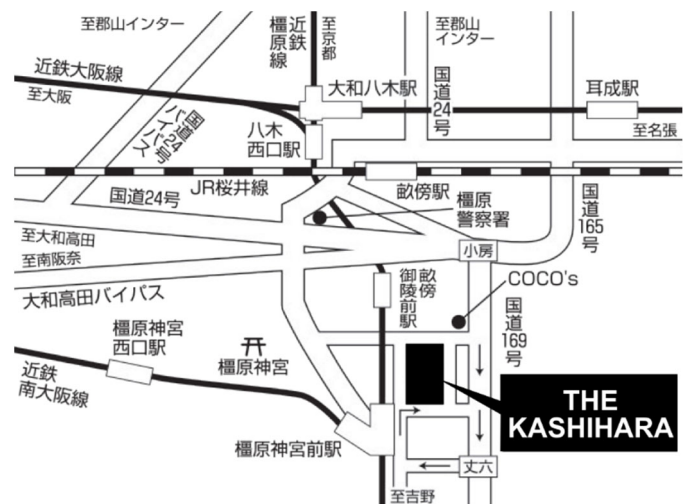 至郡山インター
近鉄
橿原線
至京都
至郡山
インター
近鉄大阪線
至大阪
国道24号
バイパス
大和八木駅
国道24号
耳成駅
八木
西口駅
至名張
JR桜井線
畝傍駅
国道24号
橿原
警察署
国道165号
至大和高田
至南阪奈
小房
大和高田バイパス
畝傍
御陵前駅
COCO's
国道169号
橿原神宮
西口駅
橿原神宮
近鉄
南大阪線
THE
KASHIHARA
橿原神宮前駅
丈六
至吉野